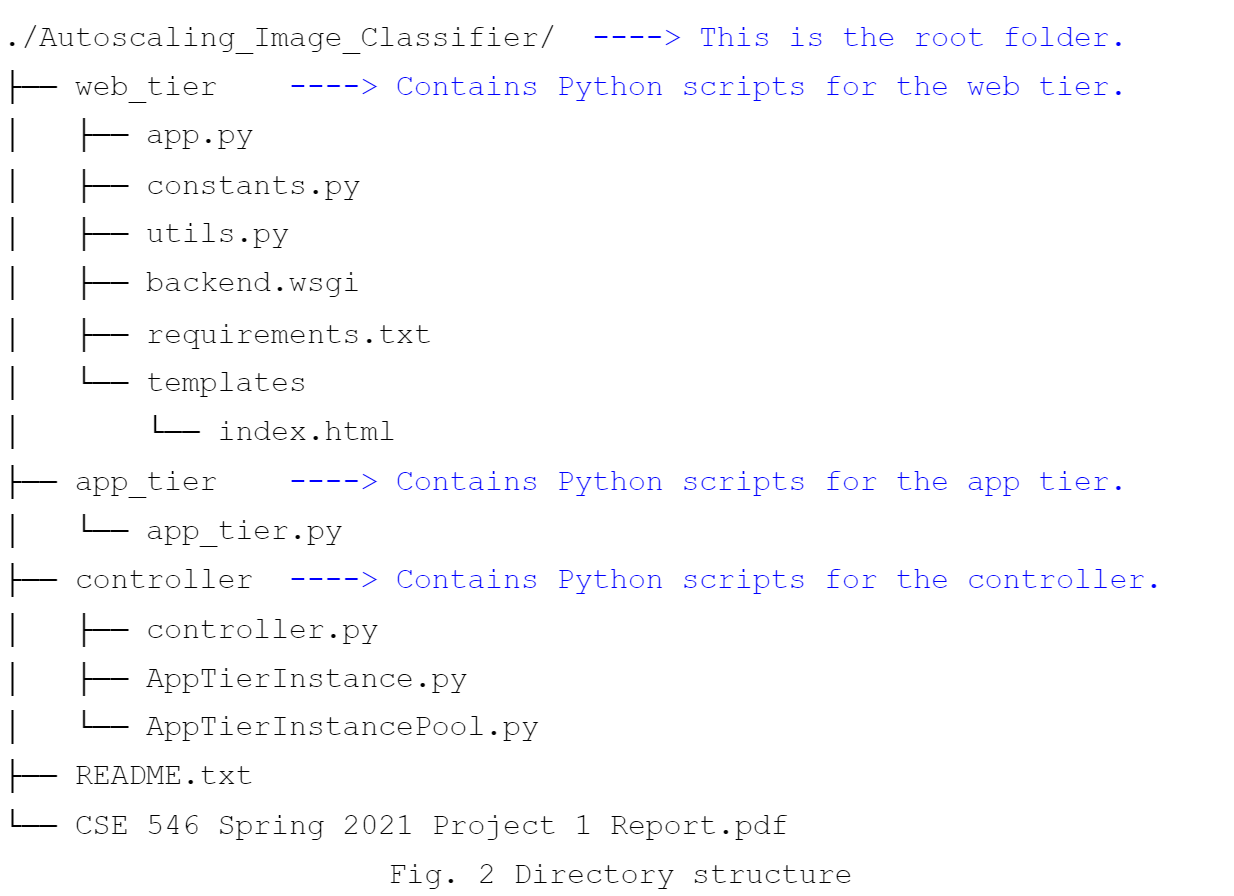 ./Autoscaling_Image_Classifier/  ----> This is the root folder.
├── web_tier    ----> Contains Python scripts for the web tier.
│   ├── app.py
│   ├── constants.py
│   ├── utils.py
│   ├── backend.wsgi
│   ├── requirements.txt
│   └── templates
│       └── index.html
├── app_tier    ----> Contains Python scripts for the app tier.
│   └── app_tier.py
├── controller  ----> Contains Python scripts for the controller.
│   ├── controller.py
│   ├── AppTierInstance.py
│   └── AppTierInstancePool.py
├── README.txt
└── CSE 546 Spring 2021 Project 1 Report.pdf
Fig. 2 Directory structure